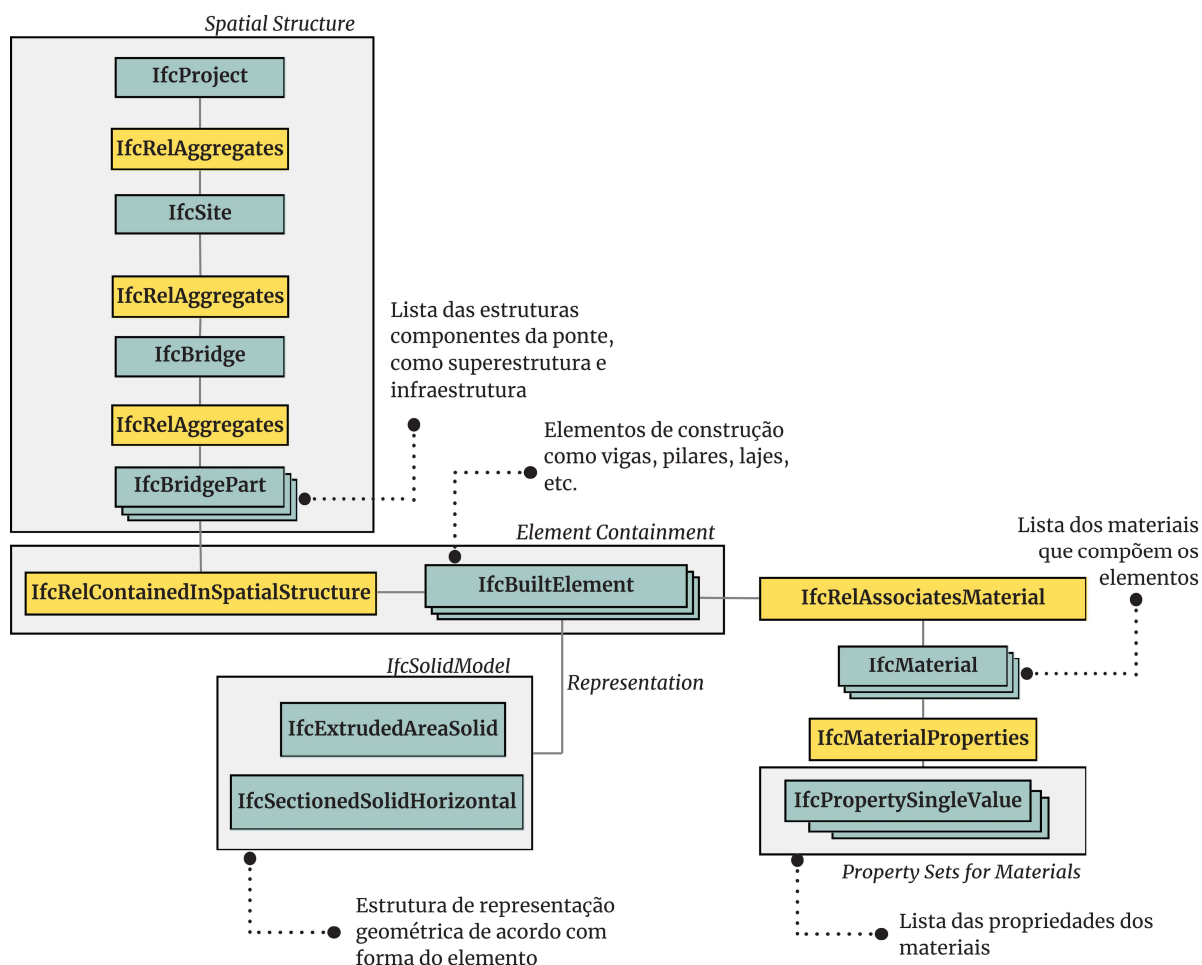 Spatial Structure
IfcProject
IfcRelAggregates
IfcSite
IfcRelAggregates
IfcBridge
IfcRelAggregates
IfcBridgePart
Lista das estruturas
componentes da ponte,
como superestrutura e
infraestrutura
Elementos de construção
como vigas, pilares, lajes,
etc.
Element Containment
IfcRelContainedInSpatialStructure
IfcBuiltElement
Lista dos materiais
que compõem os
elementos
IfcRelAssociatesMaterial
IfcMaterial
IfcMaterialProperties
IfcPropertySingleValue
Property Sets for Materials
Lista das propriedades dos
materiais
IfcSolidModel
Representation
IfcExtrudedAreaSolid
IfcSectionedSolidHorizontal
Estrutura de representação
geométrica de acordo com
forma do elemento